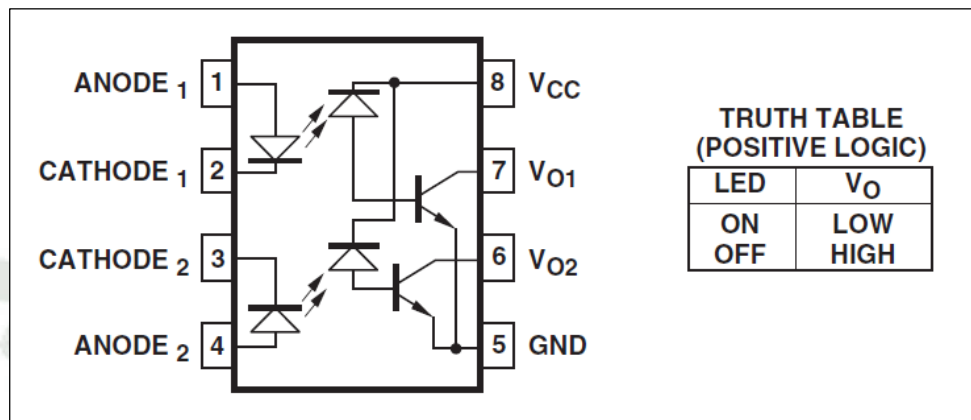 ANODE 1
1
8
VCC
CATHODE 1
2
7
VO1
CATHODE 2
3
6
VO2
ANODE 2
4
5
GND
TRUTH TABLE
(POSITIVE LOGIC)
LED VO
ON LOW
OFF HIGH